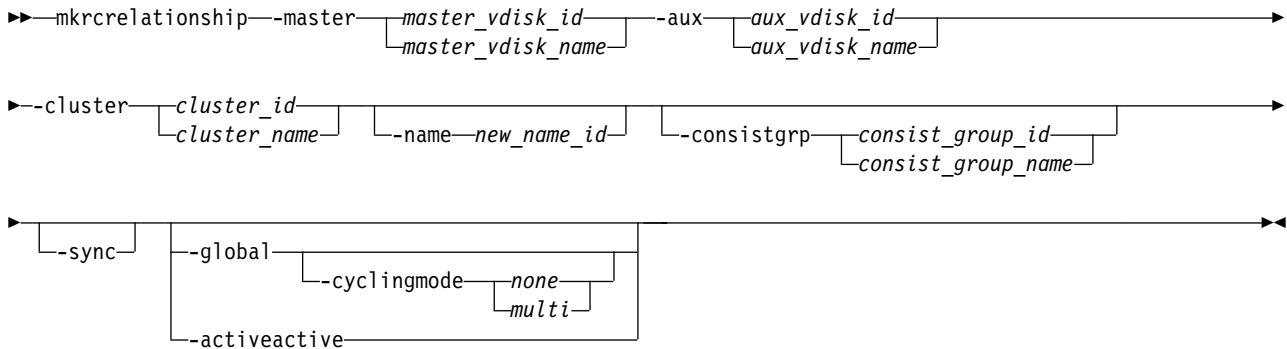 mkrcrelationship -master master_vdisk_id -aux aux_vdisk_id
master_vdisk_name aux_vdisk_name
-cluster cluster_id
cluster_name -name new_name_id -consistgrp consist_group_id
consist_group_name
-sync -global
-cyclingmode none
multi
-activeactive